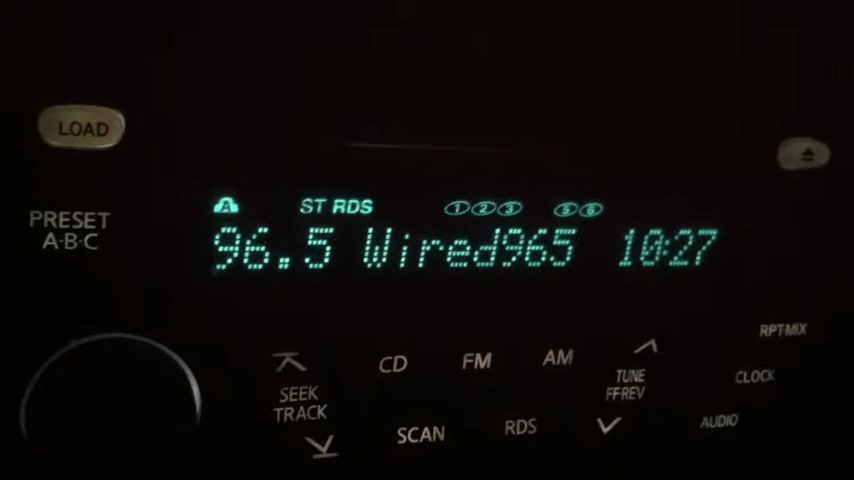 LOAD
PRESET
A·B·C
A
ST RDS
1 2 3 5 6
96.5 Wired965 10:27
RPT·MIX
CD FM AM
SEEK
TRACK
TUNE
FF·REV
CLOCK
SCAN RDS
AUDIO